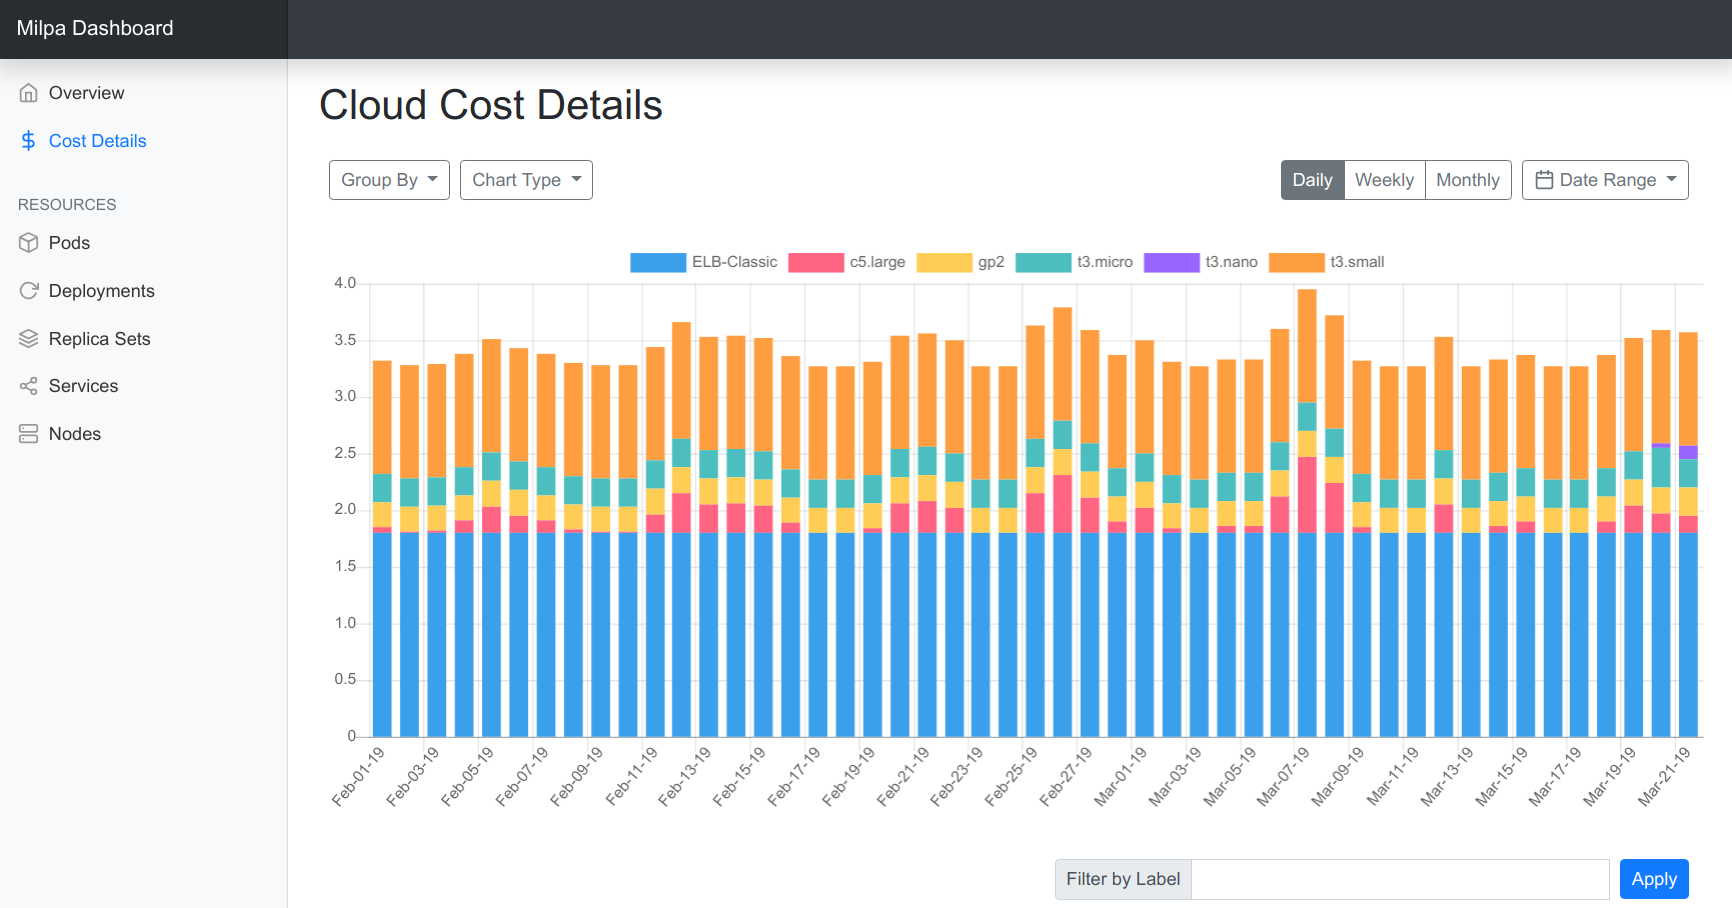 Milpa Dashboard
Overview
Cost Details
RESOURCES
Pods
Deployments
Replica Sets
Services
Nodes
Cloud Cost Details
Group By Chart Type Daily Weekly Monthly Date Range
ELB-Classic c5.large gp2 t3.micro t3.nano t3.small
4.0
3.5
3.0
2.5
2.0
1.5
1.0
0.5
0
Feb-01-19 Feb-03-19 Feb-05-19 Feb-07-19 Feb-09-19 Feb-11-19 Feb-13-19 Feb-15-19 Feb-17-19 Feb-19-19 Feb-21-19 Feb-23-19 Feb-25-19 Feb-27-19 Mar-01-19 Mar-03-19 Mar-05-19 Mar-07-19 Mar-09-19 Mar-11-19 Mar-13-19 Mar-15-19 Mar-17-19 Mar-19-19 Mar-21-19
Filter by Label Apply